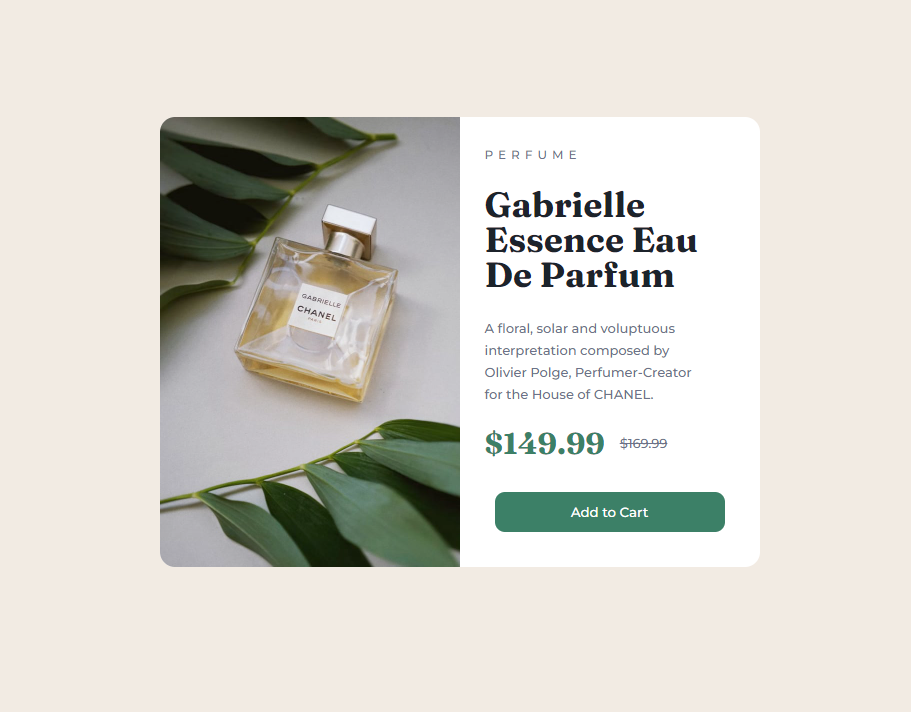 GABRIELLE
CHANEL
PARIS
PERFUME
Gabrielle
Essence Eau
De Parfum
A floral, solar and voluptuous
interpretation composed by
Olivier Polge, Perfumer-Creator
for the House of CHANEL.
$149.99 $169.99
Add to Cart